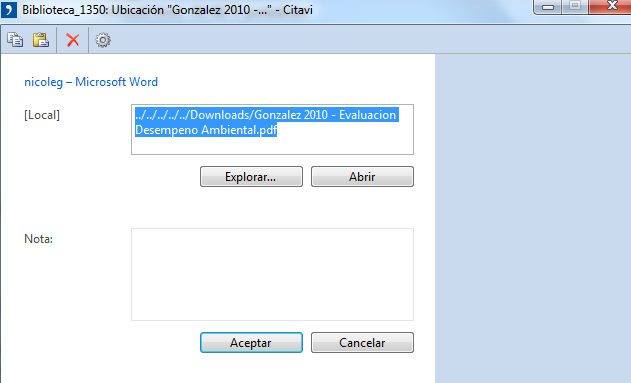 Biblioteca_1350: Ubicación "Gonzalez 2010 -..." - Citavi
nicoleg – Microsoft Word
[Local]
../../../../../Downloads/Gonzalez 2010 - Evaluacion
Desempeno Ambiental.pdf
Explorar...
Abrir
Nota:
Aceptar
Cancelar